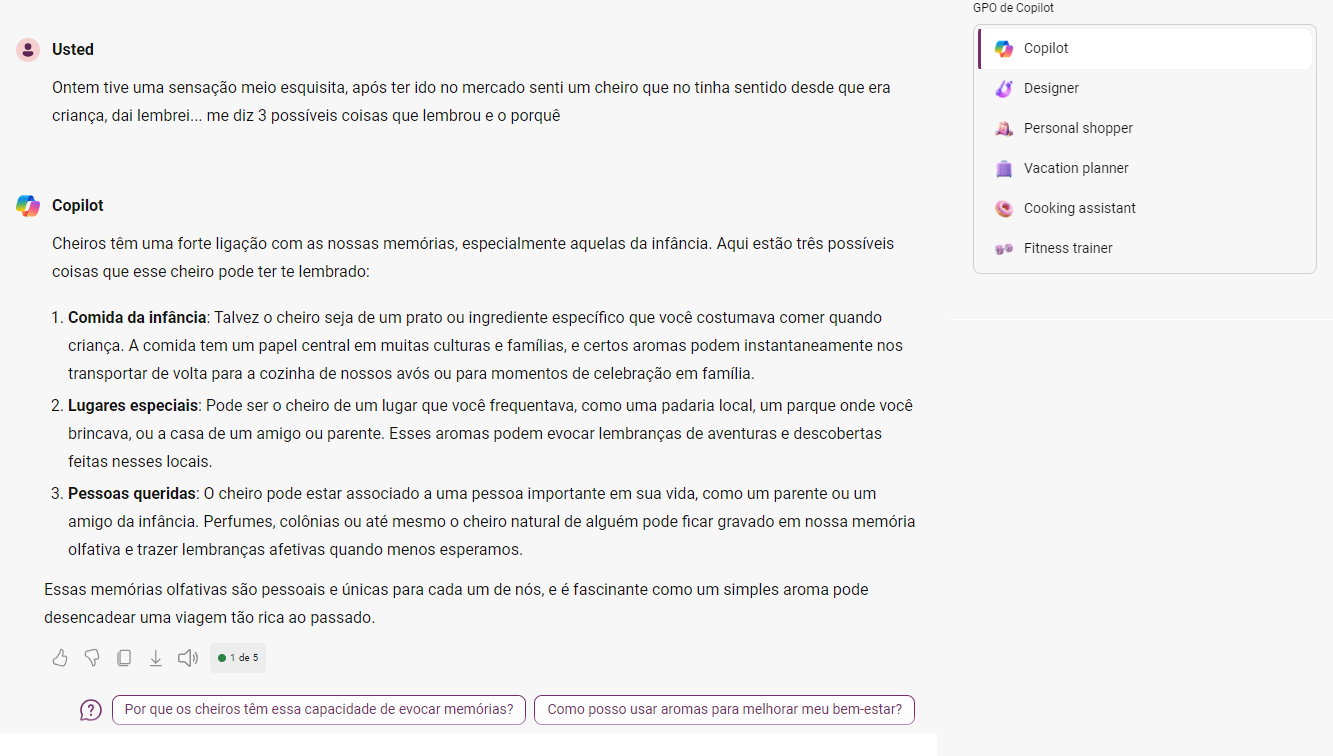 GPO de Copilot
Usted
Ontem tive uma sensação meio esquisita, após ter ido no mercado senti um cheiro que no tinha sentido desde que era
criança, dai lembrei... me diz 3 possíveis coisas que lembrou e o porquê
Copilot
Cheiros têm uma forte ligação com as nossas memórias, especialmente aquelas da infância. Aqui estão três possíveis
coisas que esse cheiro pode ter te lembrado:
1. Comida da infância: Talvez o cheiro seja de um prato ou ingrediente específico que você costumava comer quando
criança. A comida tem um papel central em muitas culturas e famílias, e certos aromas podem instantaneamente nos
transportar de volta para a cozinha de nossos avós ou para momentos de celebração em família.
2. Lugares especiais: Pode ser o cheiro de um lugar que você frequentava, como uma padaria local, um parque onde você
brincava, ou a casa de um amigo ou parente. Esses aromas podem evocar lembranças de aventuras e descobertas
feitas nesses locais.
3. Pessoas queridas: O cheiro pode estar associado a uma pessoa importante em sua vida, como um parente ou um
amigo da infância. Perfumes, colônias ou até mesmo o cheiro natural de alguém pode ficar gravado em nossa memória
olfativa e trazer lembranças afetivas quando menos esperamos.
Essas memórias olfativas são pessoais e únicas para cada um de nós, e é fascinante como um simples aroma pode
desencadear uma viagem tão rica ao passado.
1 de 5
Por que os cheiros têm essa capacidade de evocar memórias?
Como posso usar aromas para melhorar meu bem-estar?
Copilot
Designer
Personal shopper
Vacation planner
Cooking assistant
Fitness trainer